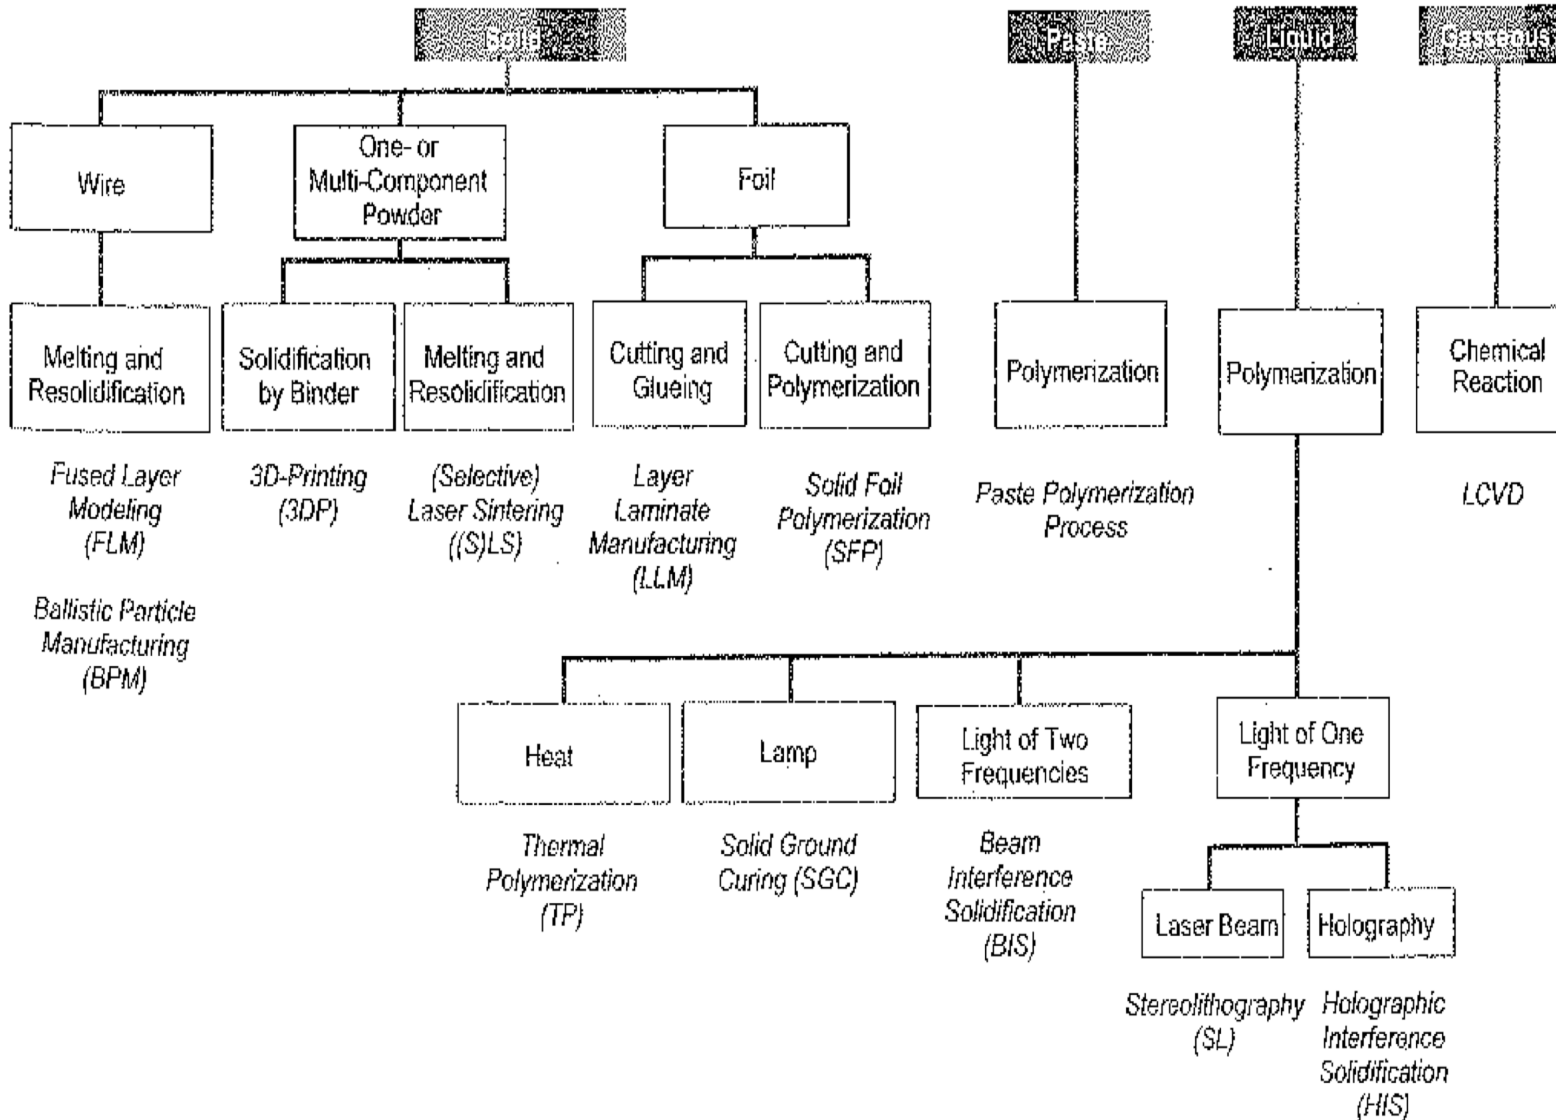 Solid
Paste
Liquid
Gasseous
Wire
One- or
Multi-Component
Powder
Foil
Melting and
Resolidification
Solidification
by Binder
Melting and
Resolidification
Cutting and
Glueing
Cutting and
Polymerization
Polymerization
Polymerization
Chemical
Reaction
Fused Layer
Modeling
(FLM)
Ballistic Particle
Manufacturing
(BPM)
3D-Printing
(3DP)
(Selective)
Laser Sintering
((S)LS)
Layer
Laminate
Manufacturing
(LLM)
Solid Foil
Polymerization
(SFP)
Paste Polymerization
Process
LCVD
Heat
Lamp
Light of Two
Frequencies
Light of One
Frequency
Thermal
Polymerization
(TP)
Solid Ground
Curing (SGC)
Beam
Interference
Solidification
(BIS)
Laser Beam
Holography
Stereolithography
(SL)
Holographic
Interference
Solidification
(HIS)